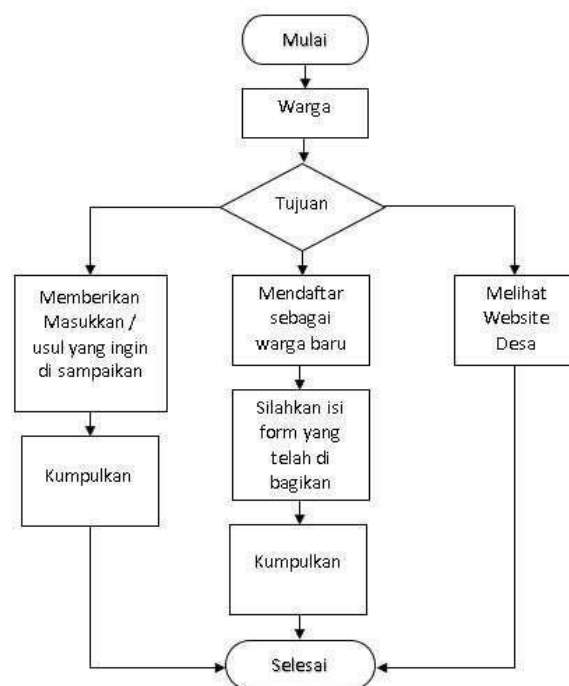 Mulai
Warga
Tujuan
Memberikan
Masukkan /
usul yang ingin
di sampaikan
Mendaftar
sebagai
warga baru
Melihat
Website
Desa
Silahkan isi
form yang
telah di
bagikan
Kumpulkan
Kumpulkan
Selesai